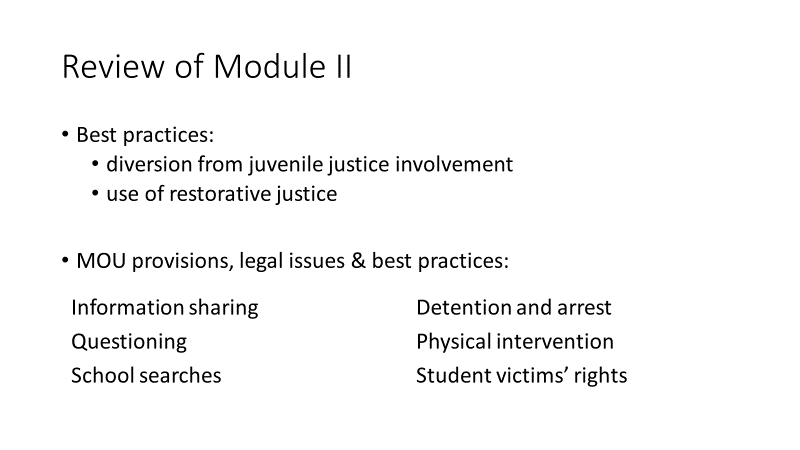 Review of Module II
• Best practices:
• diversion from juvenile justice involvement
• use of restorative justice
• MOU provisions, legal issues & best practices:
Information sharing
Detention and arrest
Questioning
Physical intervention
School searches
Student victims’ rights